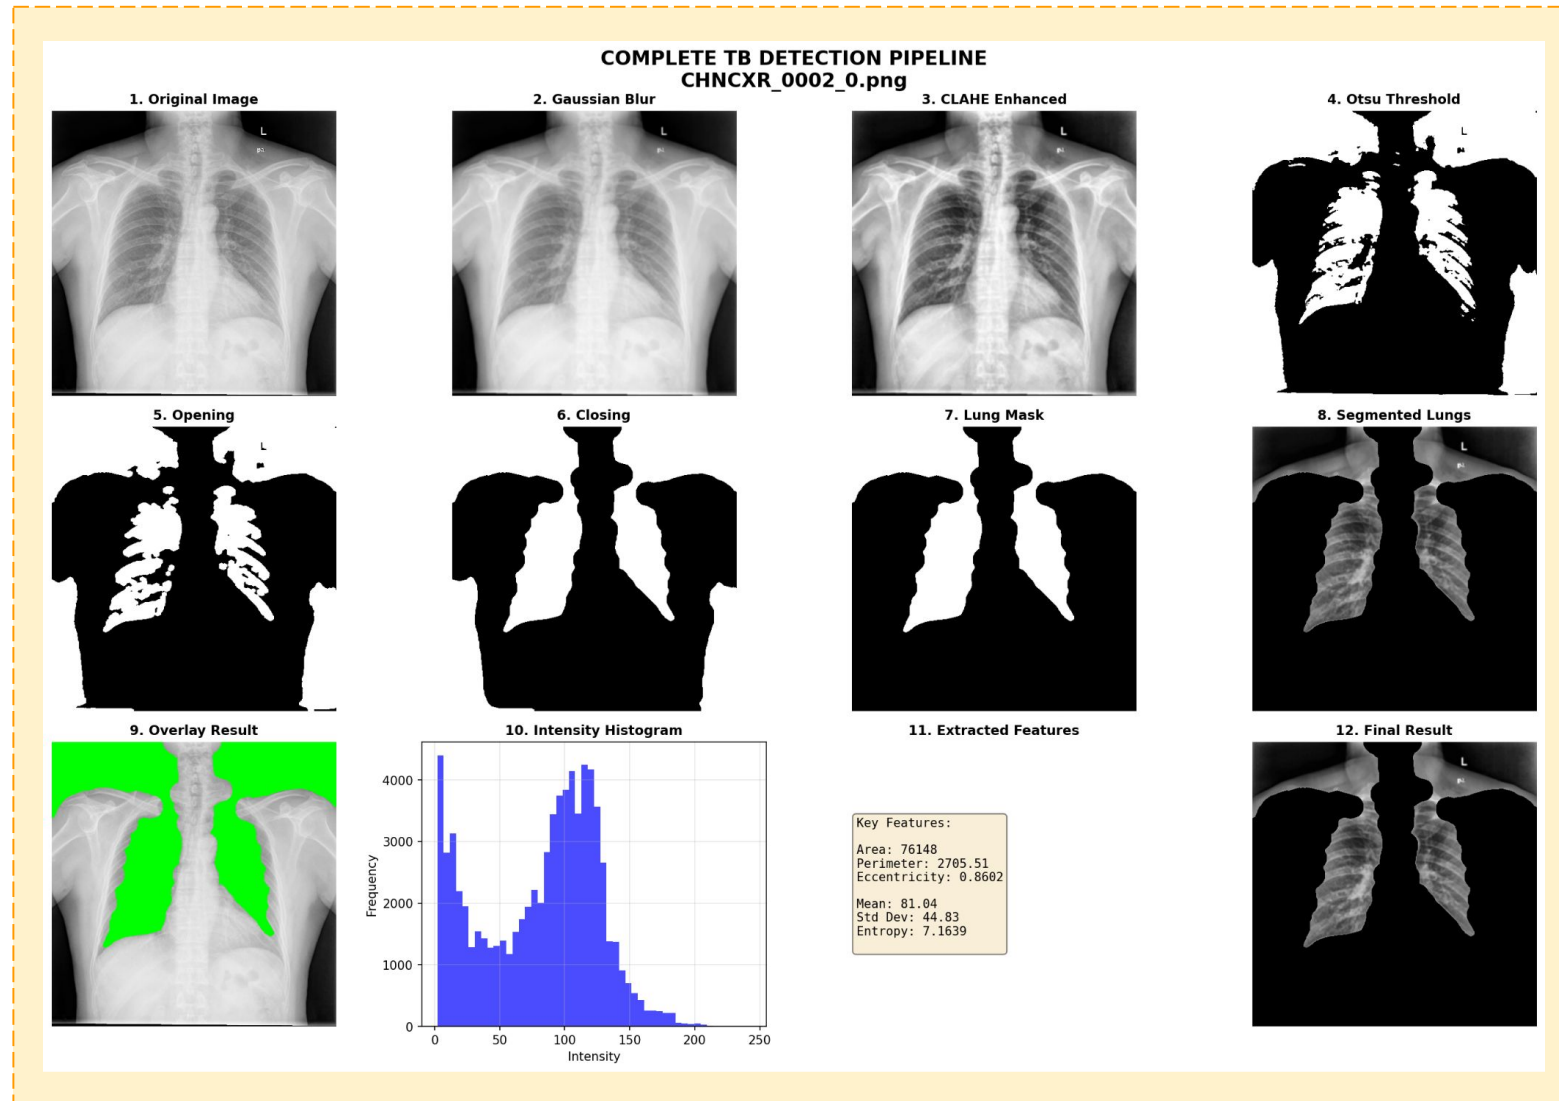 COMPLETE TB DETECTION PIPELINE
CHNCXR_0002_0.png
1. Original Image
2. Gaussian Blur
3. CLAHE Enhanced
4. Otsu Threshold
L
L
L
L
5. Opening
6. Closing
7. Lung Mask
8. Segmented Lungs
L
L
9. Overlay Result
10. Intensity Histogram
11. Extracted Features
12. Final Result
L
Frequency
4000
3000
2000
1000
0
0 50 100 150 200 250
Intensity
Key Features:
Area: 76148
Perimeter: 2705.51
Eccentricity: 0.8602
Mean: 81.04
Std Dev: 44.83
Entropy: 7.1639